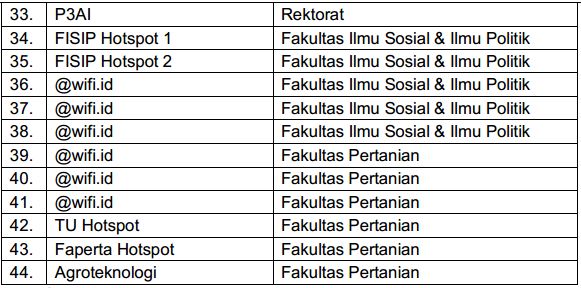 33. P3AI Rektorat
34. FISIP Hotspot 1 Fakultas Ilmu Sosial & Ilmu Politik
35. FISIP Hotspot 2 Fakultas Ilmu Sosial & Ilmu Politik
36. @wifi.id Fakultas Ilmu Sosial & Ilmu Politik
37. @wifi.id Fakultas Ilmu Sosial & Ilmu Politik
38. @wifi.id Fakultas Ilmu Sosial & Ilmu Politik
39. @wifi.id Fakultas Pertanian
40. @wifi.id Fakultas Pertanian
41. @wifi.id Fakultas Pertanian
42. TU Hotspot Fakultas Pertanian
43. Faperta Hotspot Fakultas Pertanian
44. Agroteknologi Fakultas Pertanian